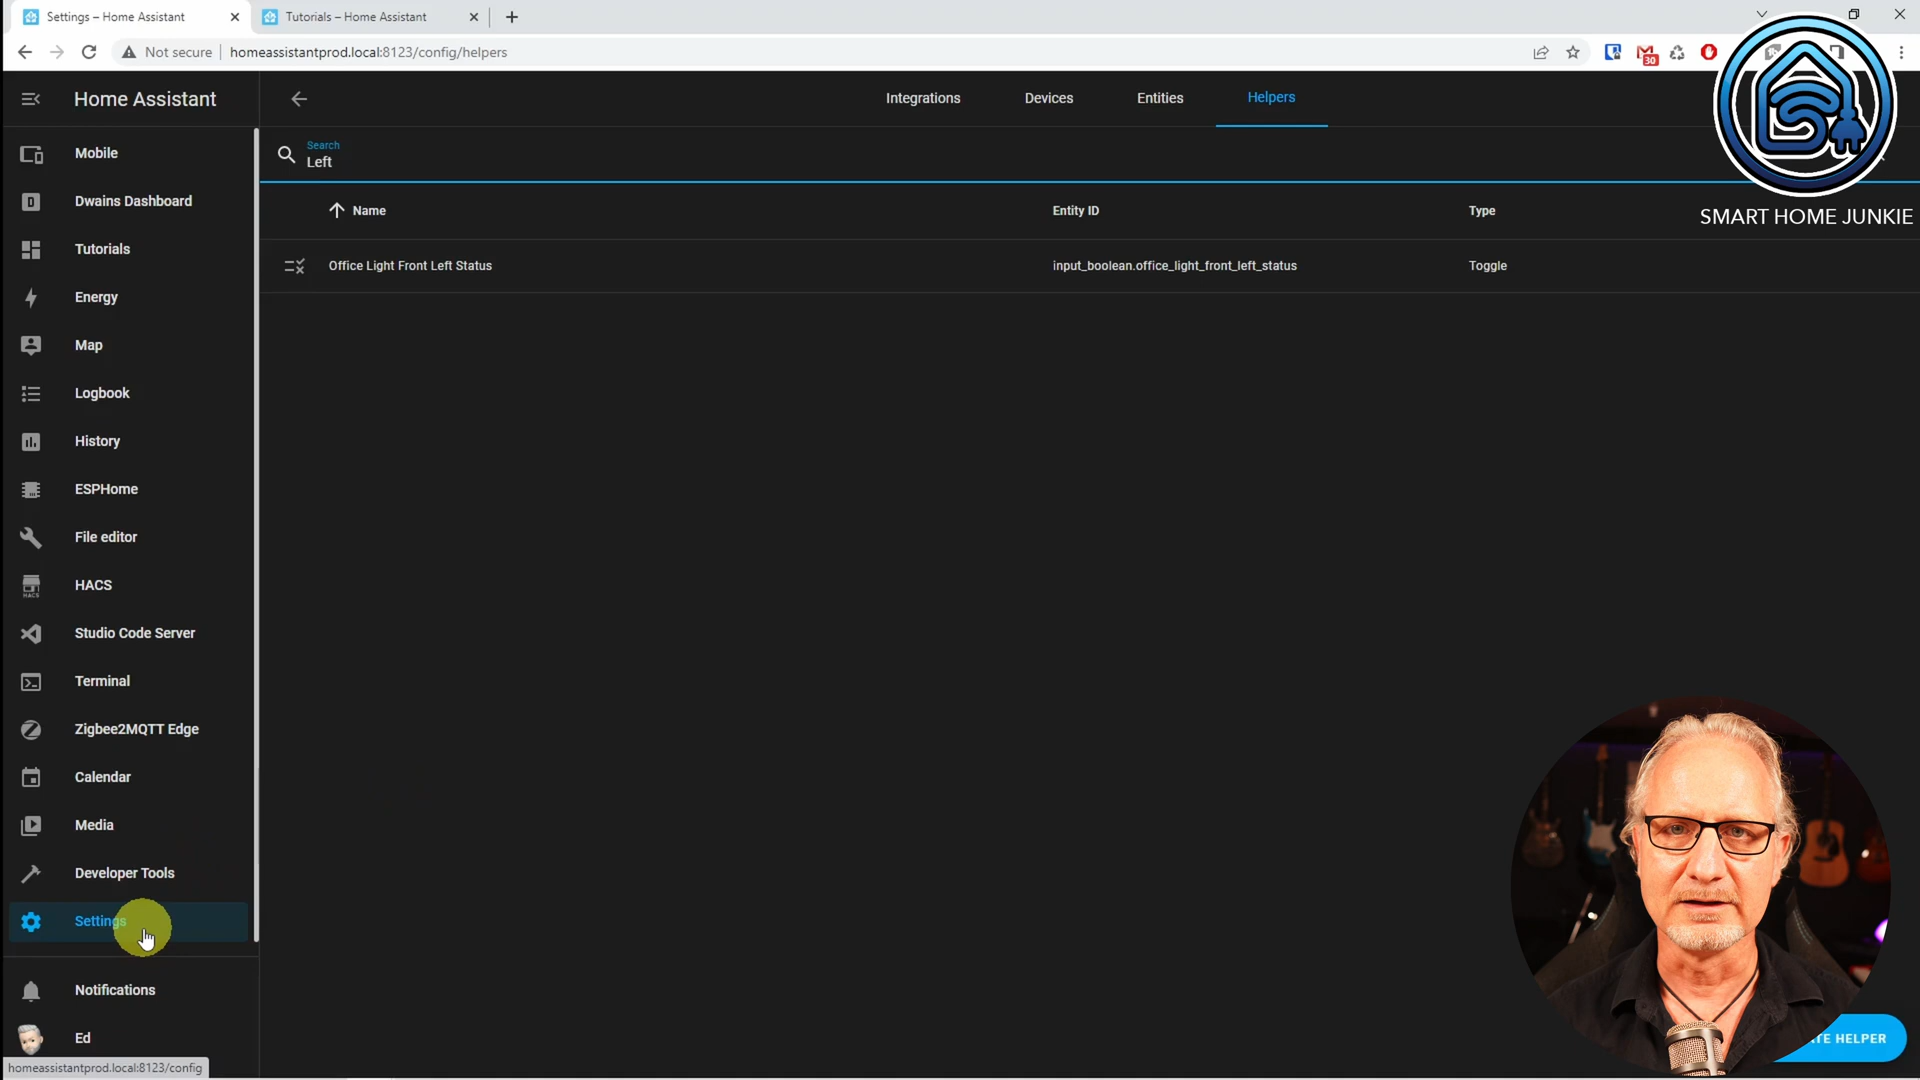 Settings – Home Assistant
Tutorials – Home Assistant
Not secure
homeassistantprod.local:8123/config/helpers
30
Home Assistant
Integrations
Devices
Entities
Helpers
Search
Left
Name
Entity ID
Type
Office Light Front Left Status
input_boolean.office_light_front_left_status
Toggle
SMART HOME JUNKIE
Mobile
D
Dwains Dashboard
Tutorials
Energy
Map
Logbook
History
ESPHome
File editor
HACS
HACS
Studio Code Server
Terminal
Zigbee2MQTT Edge
Calendar
Media
Developer Tools
Settings
Notifications
Ed
HELPER
homeassistantprod.local:8123/config